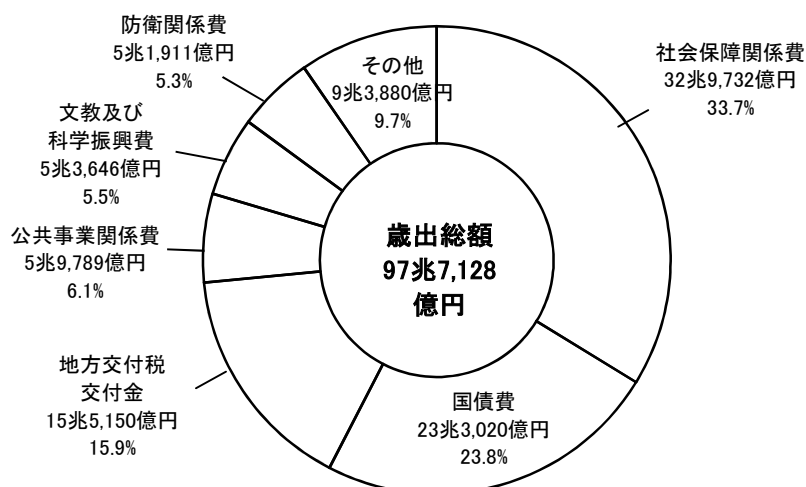 防衛関係費
5兆1,911億円
5.3%
その他
9兆3,880億円
9.7%
社会保障関係費
32兆9,732億円
33.7%
文教及び
科学振興費
5兆3,646億円
5.5%
公共事業関係費
5兆9,789億円
6.1%
歳出総額
97兆7,128
億円
地方交付税
交付金
15兆5,150億円
15.9%
国債費
23兆3,020億円
23.8%